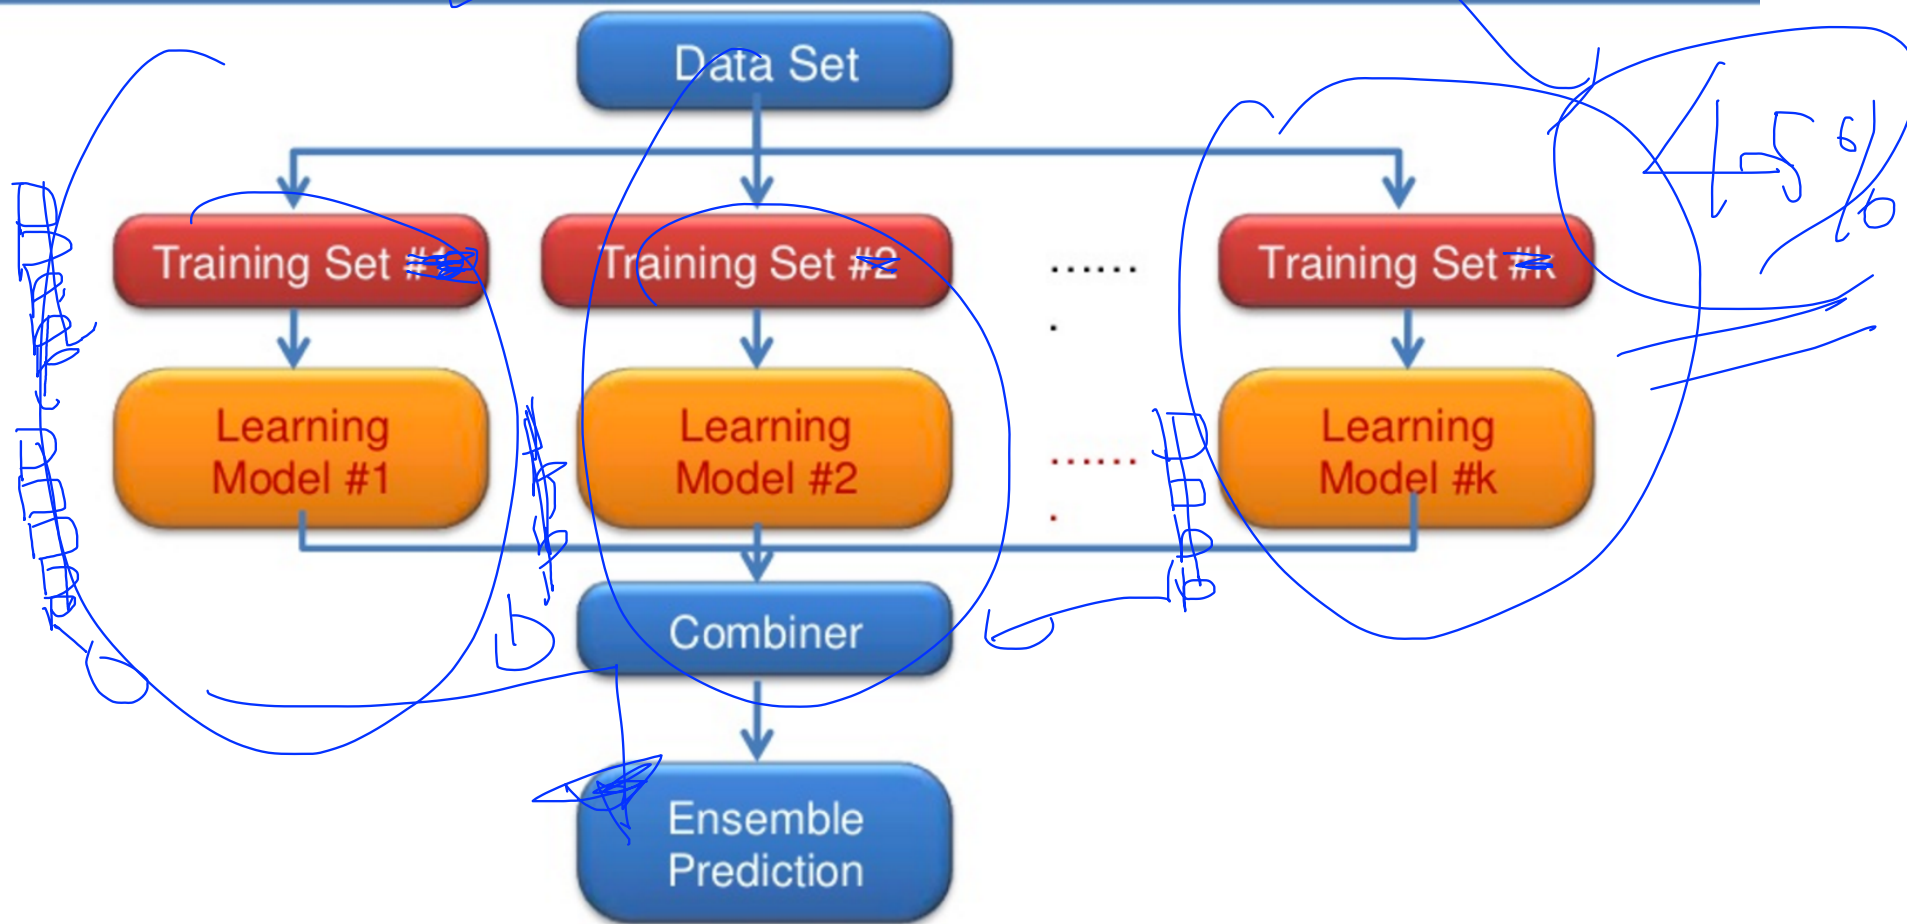 Data Set
45%
Training Set #1
Training Set #2
.......
Training Set #k
Learning
Model #1
Learning
Model #2
.......
Learning
Model #k
b
Combiner
Ensemble
Prediction